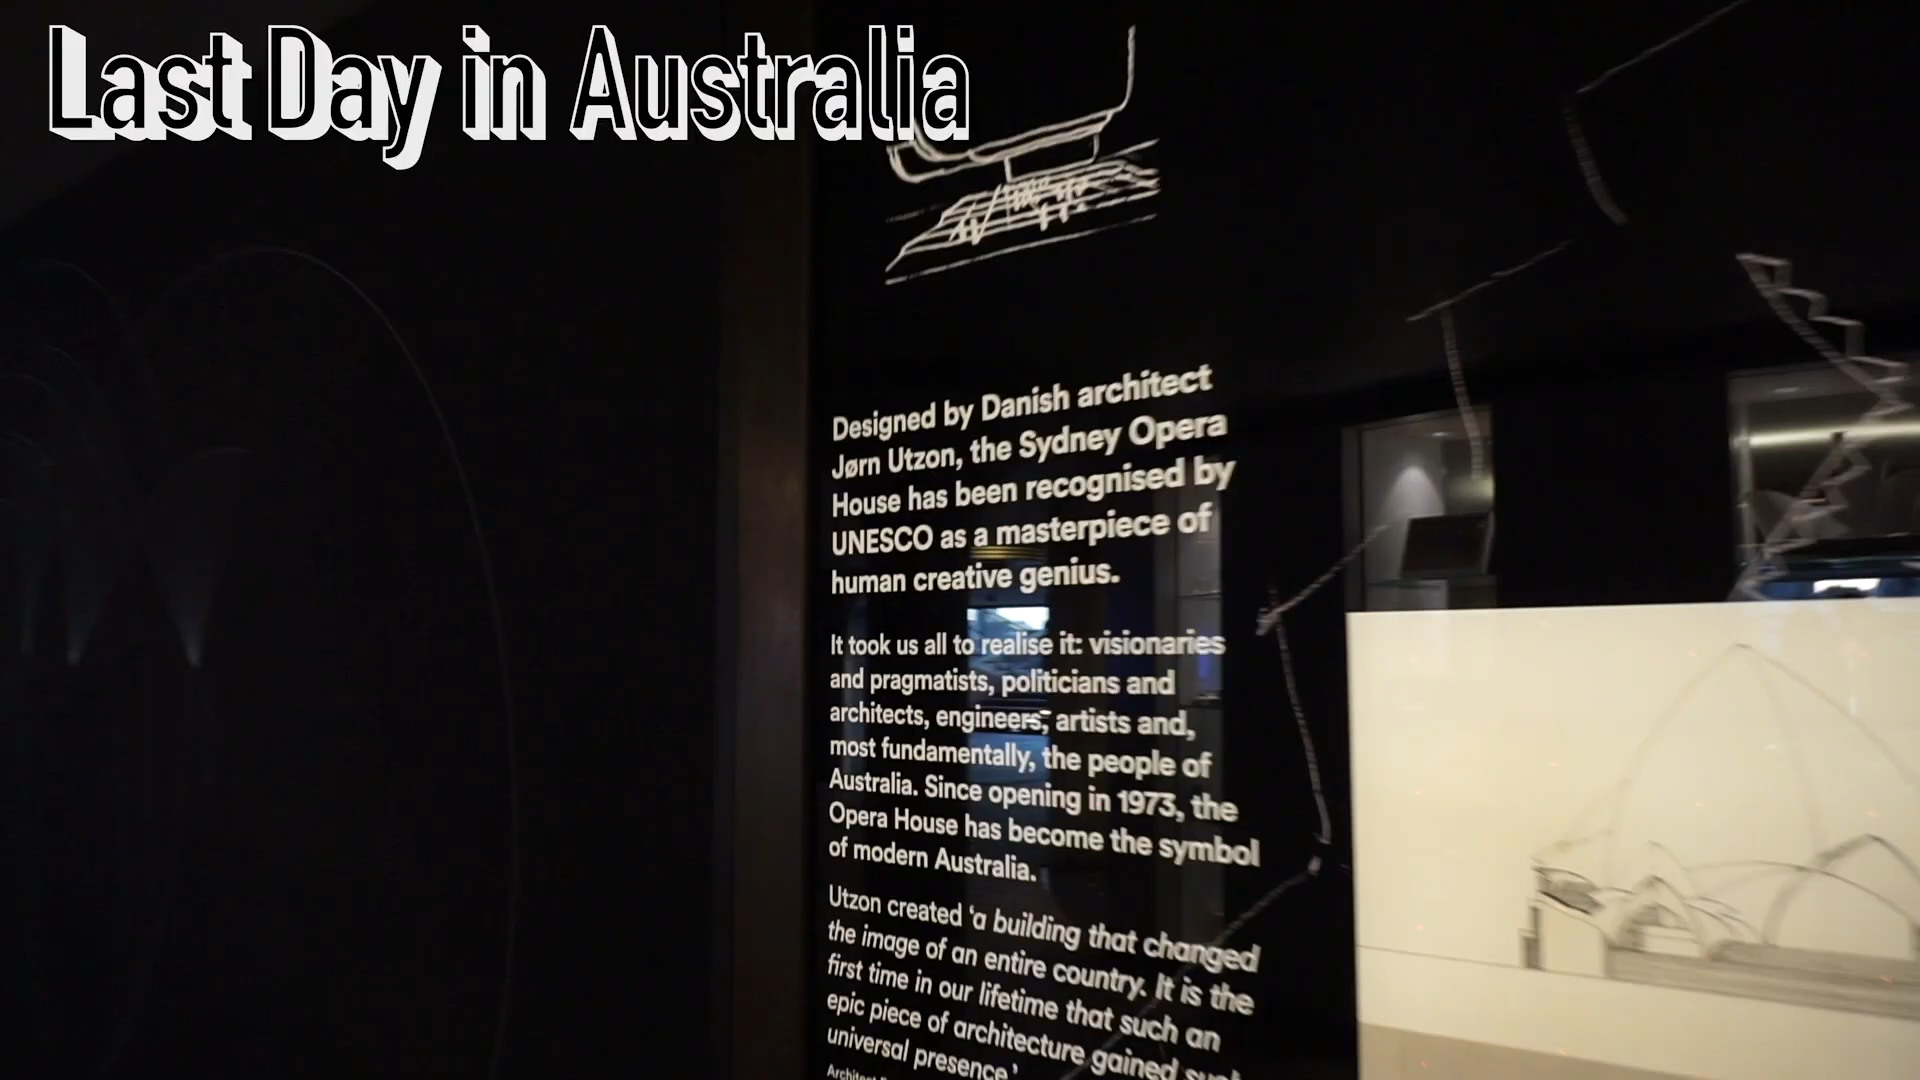 Last Day in Australia
Designed by Danish architect
Jørn Utzon, the Sydney Opera
House has been recognised by
UNESCO as a masterpiece of
human creative genius.
It took us all to realise it: visionaries
and pragmatists, politicians and
architects, engineers, artists and,
most fundamentally, the people of
Australia. Since opening in 1973, the
Opera House has become the symbol
of modern Australia.
Utzon created ‘a building that changed
the image of an entire country. It is the
first time in our lifetime that such an
epic piece of architecture gained such
universal presence.’
Architect